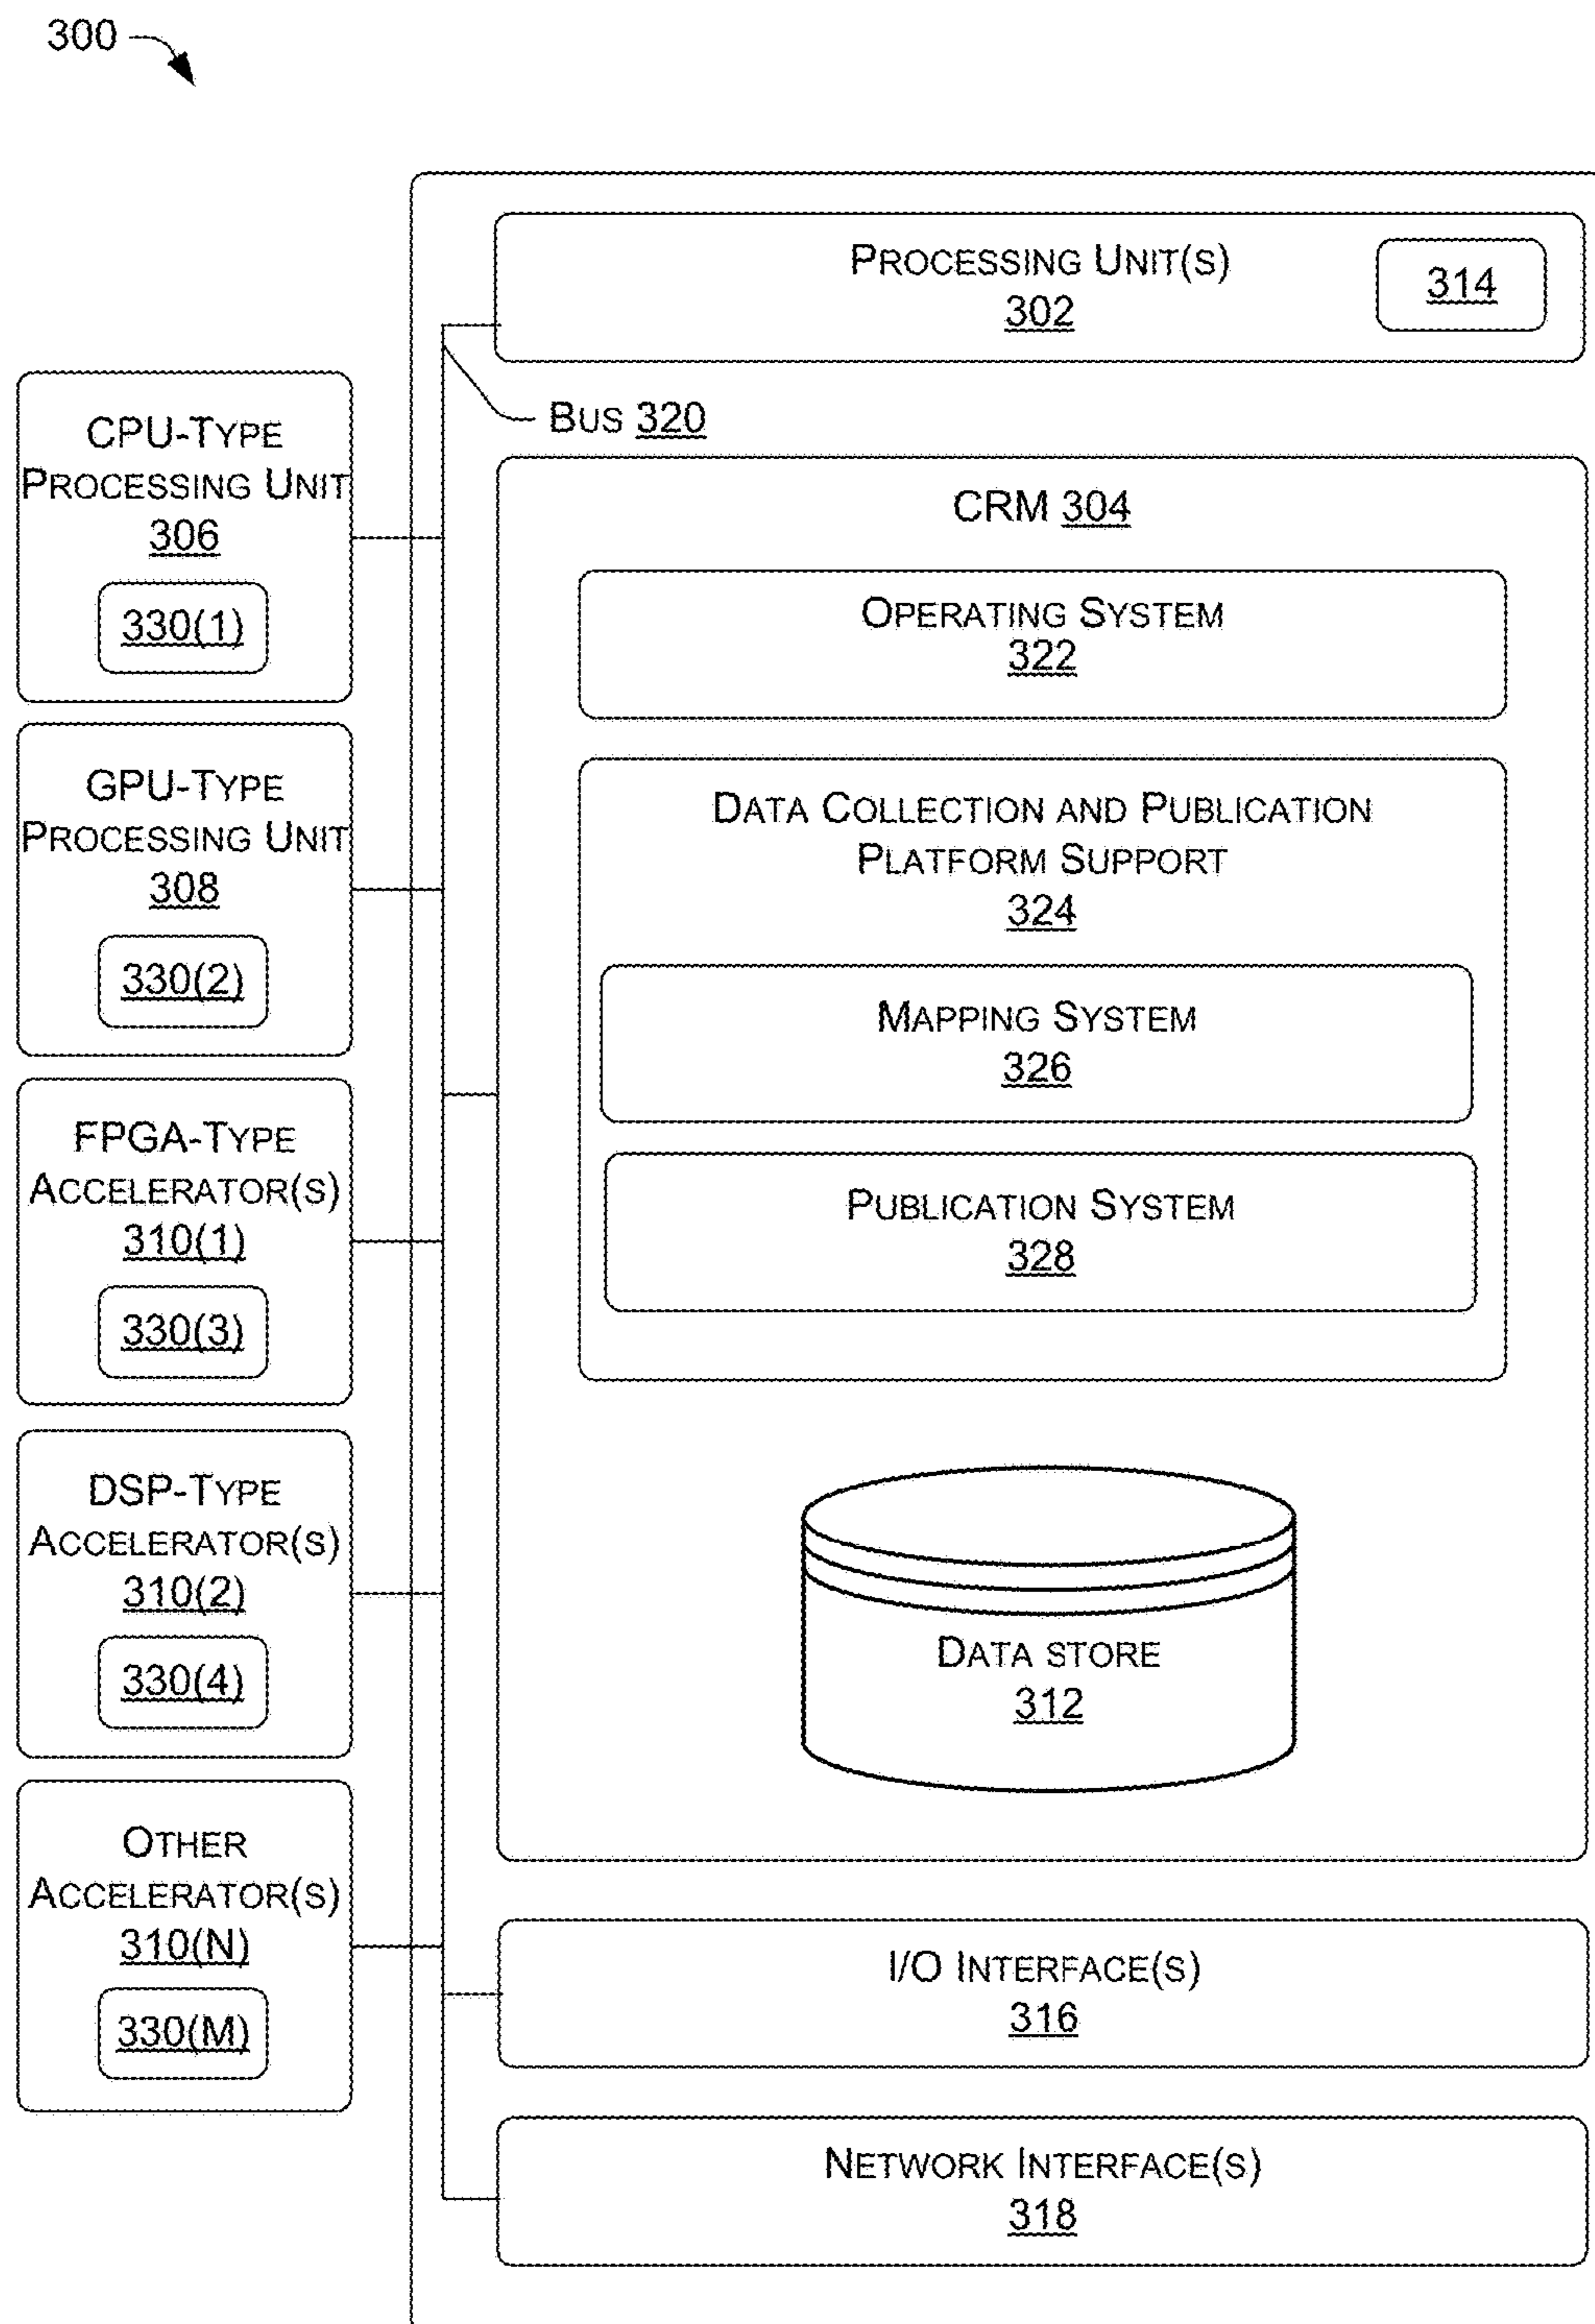 300
PROCESSING UNIT(S)
302
314
BUS 320
CPU-TYPE
PROCESSING UNIT
306
330(1)
GPU-TYPE
PROCESSING UNIT
308
330(2)
FPGA-TYPE
ACCELERATOR(S)
310(1)
330(3)
DSP-TYPE
ACCELERATOR(S)
310(2)
330(4)
OTHER
ACCELERATOR(S)
310(N)
330(M)
CRM 304
OPERATING SYSTEM
322
DATA COLLECTION AND PUBLICATION
PLATFORM SUPPORT
324
MAPPING SYSTEM
326
PUBLICATION SYSTEM
328
DATA STORE
312
I/O INTERFACE(S)
316
NETWORK INTERFACE(S)
318